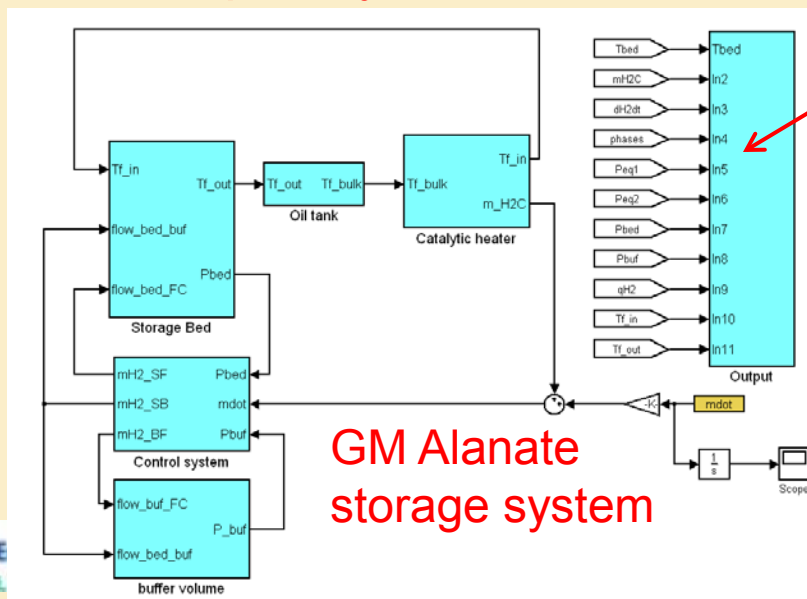 Tf_in
Tf_out
flow_bed_buf
Pbed
flow_bed_FC
Storage Bed
Tf_out Tf_bulk
Oil tank
Tf_in
Tf_bulk
m_H2C
Catalytic heater
mH2_SF Pbed
mH2_SB mdot
mH2_BF Pbuf
Control system
flow_buf_FC
P_buf
flow_bed_buf
buffer volume
-K-
mdot
1
s
Scope
Tbed Tbed
mH2C In2
dH2dt In3
phases In4
Peq1 In5
Peq2 In6
Pbed In7
Pbuf In8
qH2 In9
Tf_in In10
Tf_out In11
Output
GM Alanate
storage system